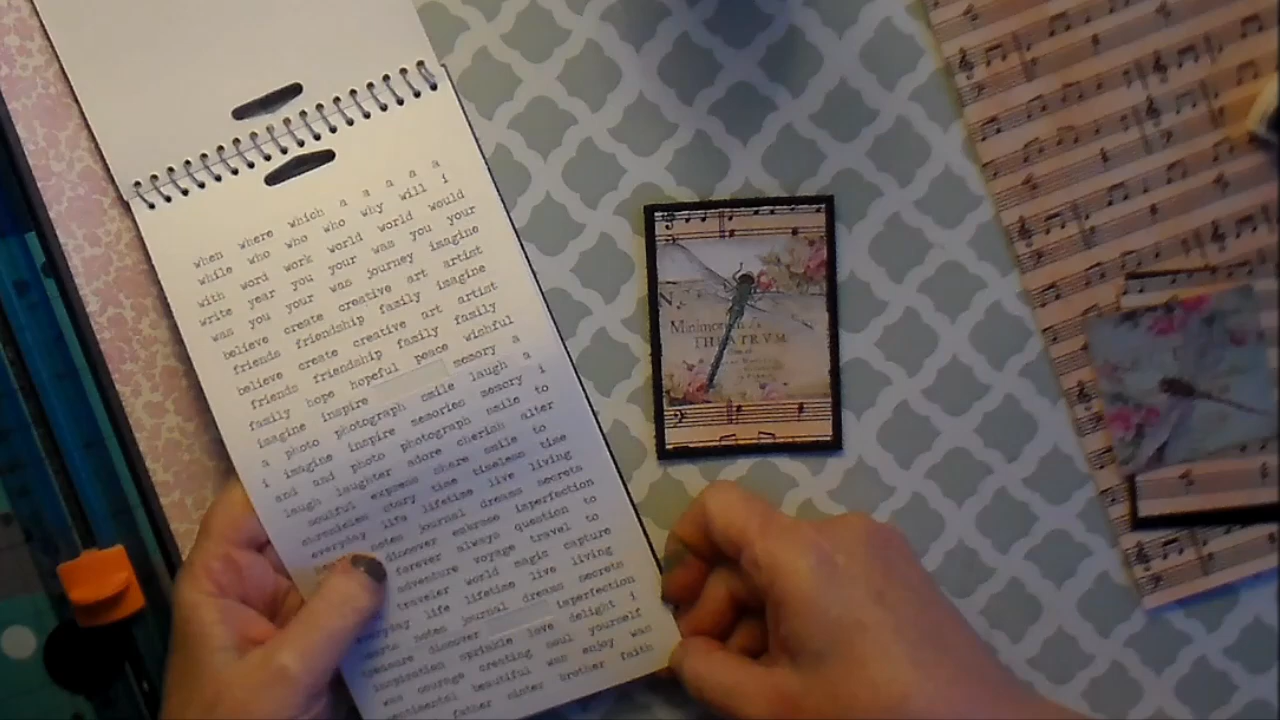 when where which a a a a
while who who who why will i
with word work world world would
write year you your was you your
was you your was journey imagine
believe create creative art artist
friends friendship family imagine
believe create creative art artist
friends friendship family family
family hope hopeful peace wishful
imagine inspire memory a
a photo photograph smile laugh a
i imagine inspire memories memory i
and and photo photograph smile to
laugh laughter adore cherish alter
soulful express share smile to
chronicles story time timeless time
everyday life lifetime live living
notes journal dreams secrets
discover embrase imperfection
forever always question to
adventure voyage travel to
traveler world magic capture
everyday life lifetime live living
notes journal dreams secrets
treasure discover imperfection
inspiration sprinkle love delight i
was courage creating soul yourself
beautiful was enjoy was
father sister brother faith
THEATRVM